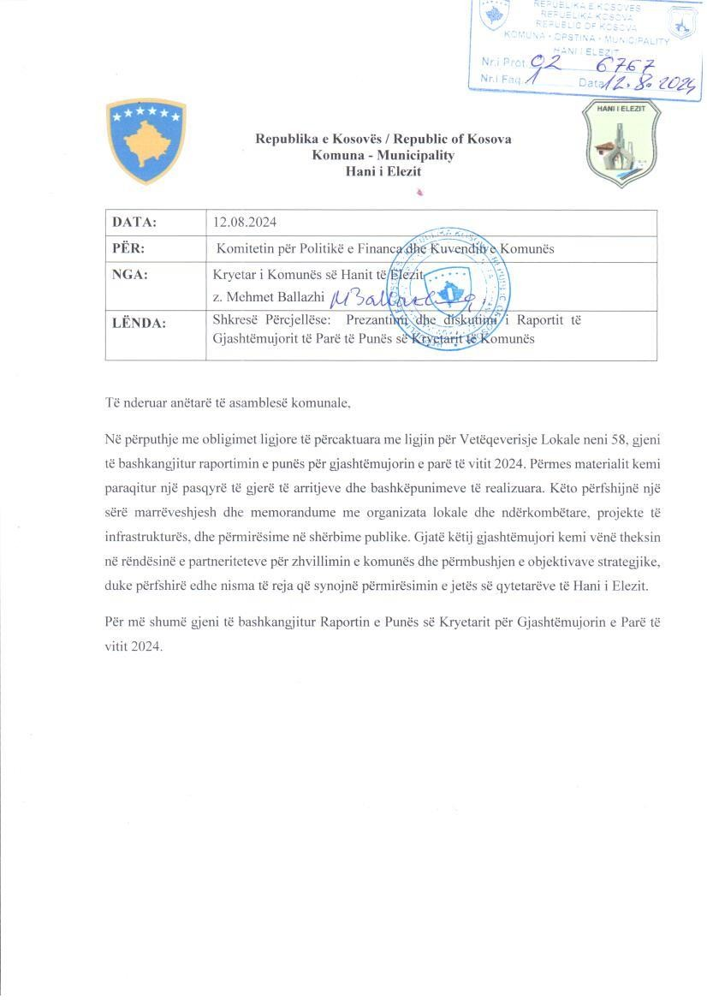 REPUBLIKA E KOSOVËS
REPUBLIKA KOSOVA
REPUBLIC OF KOSOVA
KOMUNA - OPSTINA - MUNICIPALITY
HANI I ELEZIT
Nr.i Prot. 02 6767
Nr.i Faq. 1 Data 12.8.2024
HANI I ELEZIT
Republika e Kosovës / Republic of Kosova
Komuna - Municipality
Hani i Elezit
DATA: 12.08.2024
PËR: Komitetin për Politikë e Financa dhe Kuvendin e Komunës
NGA: Kryetar i Komunës së Hanit të Elezit
z. Mehmet Ballazhi
LËNDA: Shkresë Përcjellëse: Prezantimi dhe diskutimi i Raportit të
Gjashtëmujorit të Parë të Punës së Kryetarit të Komunës
Të nderuar anëtarë të asamblesë komunale,
Në përputhje me obligimet ligjore të përcaktuara me ligjin për Vetëqeverisje Lokale neni 58, gjeni
të bashkangjitur raportimin e punës për gjashtëmujorin e parë të vitit 2024. Përmes materialit kemi
paraqitur një pasqyrë të gjerë të arritjeve dhe bashkëpunimeve të realizuara. Këto përfshijnë një
sërë marrëveshjesh dhe memorandume me organizata lokale dhe ndërkombëtare, projekte të
infrastrukturës, dhe përmirësime në shërbime publike. Gjatë këtij gjashtëmujori kemi vënë theksin
në rëndësinë e partneriteteve për zhvillimin e komunës dhe përmbushjen e objektivave strategjike,
duke përfshirë edhe nisma të reja që synojnë përmirësimin e jetës së qytetarëve të Hani i Elezit.
Për më shumë gjeni të bashkangjitur Raportin e Punës së Kryetarit për Gjashtëmujorin e Parë të
vitit 2024.